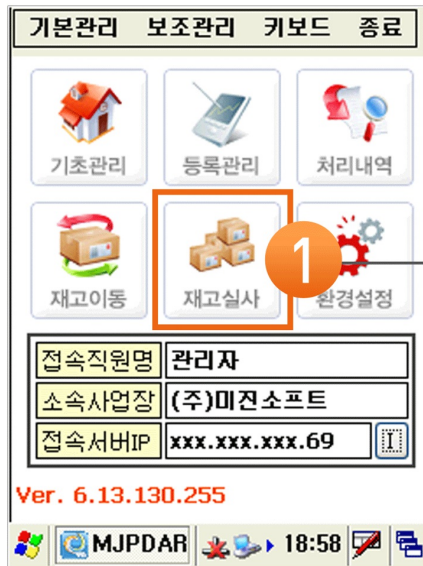 기본관리 보조관리 키보드 종료
기초관리 등록관리 처리내역
재고이동 재고실사 1 환경설정
접속직원명 관리자
소속사업장 (주)미진소프트
접속서버IP xxx.xxx.xxx.69 I
Ver. 6.13.130.255
MJPDAR 18:58